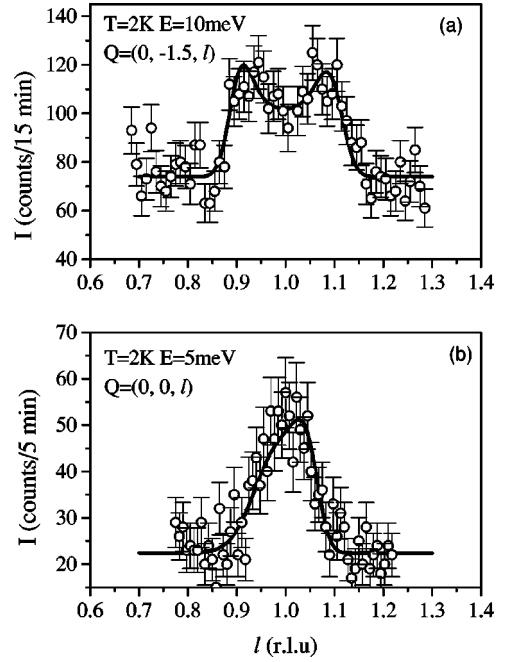 (a)
T=2K E=10meV
Q=(0, -1.5, l)
I (counts/15 min)
140
120
100
80
60
40
0.6 0.7 0.8 0.9 1.0 1.1 1.2 1.3 1.4
(b)
T=2K E=5meV
Q=(0, 0, l)
I (counts/5 min)
70
60
50
40
30
20
0.6 0.7 0.8 0.9 1.0 1.1 1.2 1.3 1.4
l (r.l.u)